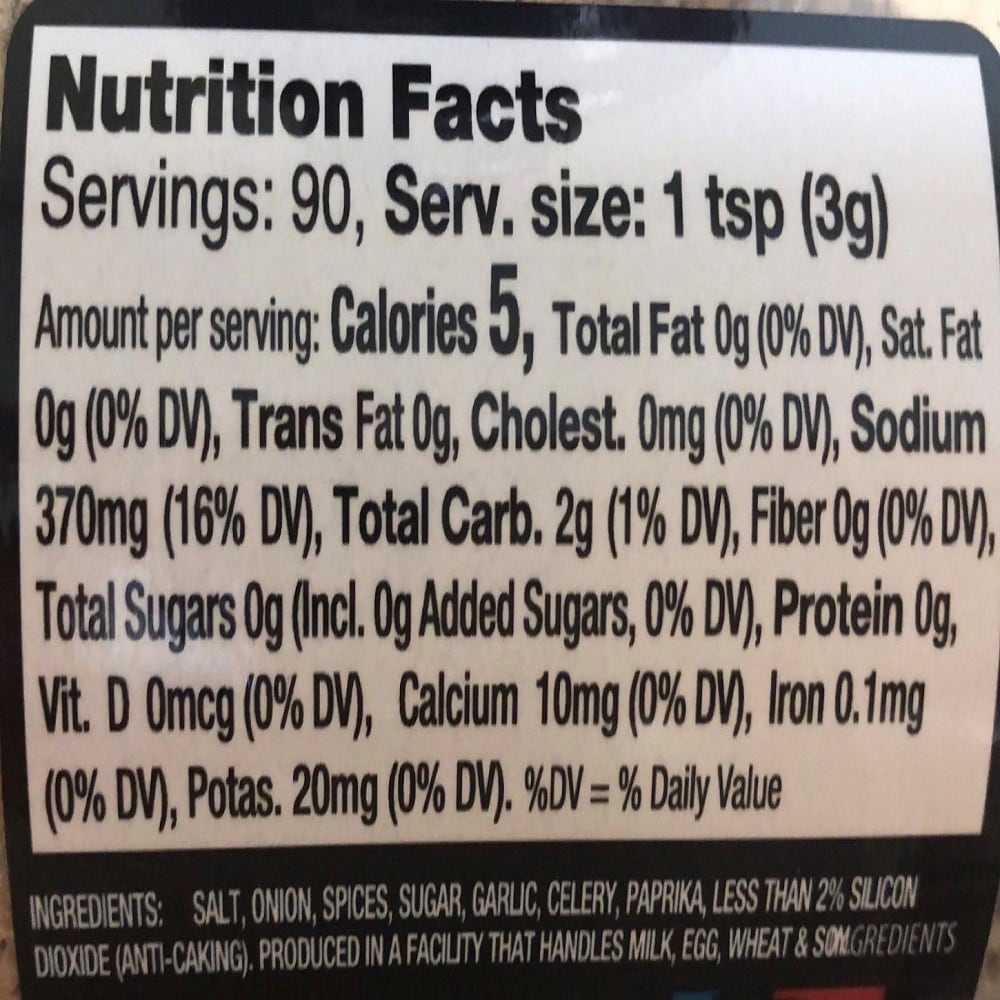 Nutrition Facts
Servings: 90, Serv. size: 1 tsp (3g)
Amount per serving: Calories 5, Total Fat 0g (0% DV), Sat. Fat
0g (0% DV), Trans Fat 0g, Cholest. 0mg (0% DV), Sodium
370mg (16% DV), Total Carb. 2g (1% DV), Fiber 0g (0% DV),
Total Sugars 0g (Incl. 0g Added Sugars, 0% DV), Protein 0g,
Vit. D 0mcg (0% DV), Calcium 10mg (0% DV), Iron 0.1mg
(0% DV), Potas. 20mg (0% DV). %DV = % Daily Value
INGREDIENTS: SALT, ONION, SPICES, SUGAR, GARLIC, CELERY, PAPRIKA, LESS THAN 2% SILICON
DIOXIDE (ANTI-CAKING). PRODUCED IN A FACILITY THAT HANDLES MILK, EGG, WHEAT &